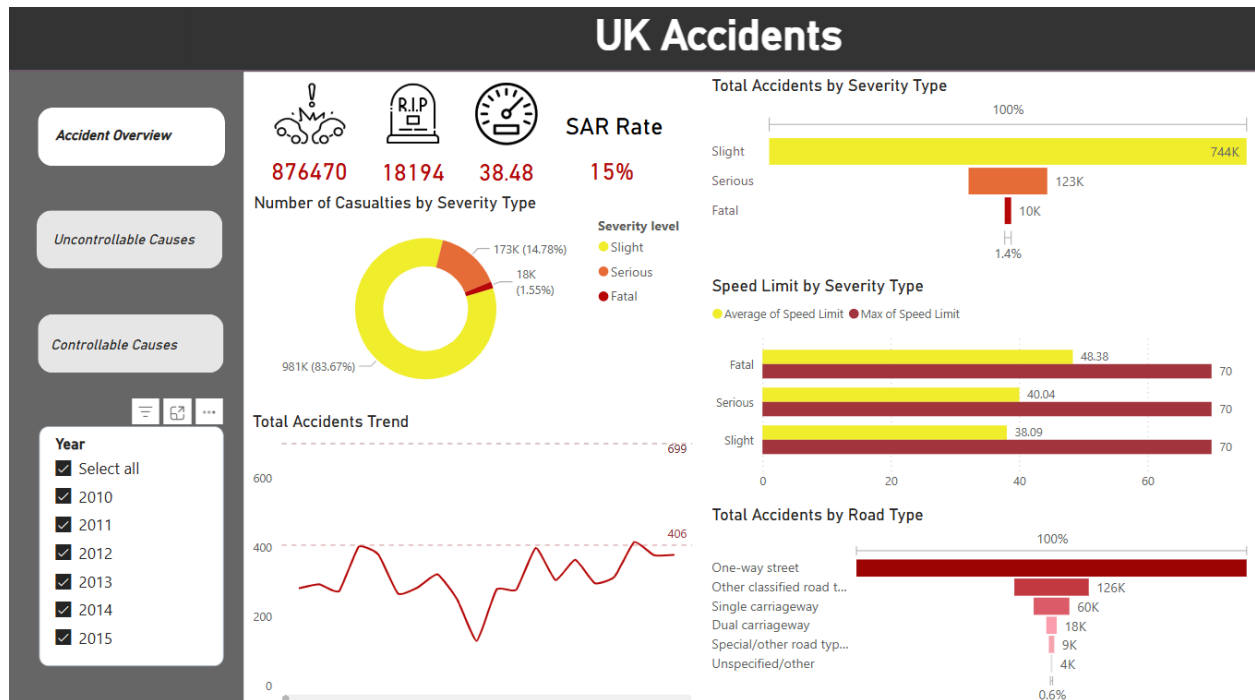 UK Accidents
Accident Overview
Uncontrollable Causes
Controllable Causes
Year
Select all
2010
2011
2012
2013
2014
2015
R.I.P
SAR Rate
876470
18194
38.48
15%
Number of Casualties by Severity Type
Severity level
Slight
Serious
Fatal
173K (14.78%)
18K
(1.55%)
981K (83.67%)
Total Accidents Trend
699
600
406
400
200
0
Total Accidents by Severity Type
100%
Slight
744K
Serious
123K
Fatal
10K
1.4%
Speed Limit by Severity Type
Average of Speed Limit
Max of Speed Limit
Fatal
48.38
70
Serious
40.04
70
Slight
38.09
70
0
20
40
60
Total Accidents by Road Type
100%
One-way street
Other classified road t...
126K
Single carriageway
60K
Dual carriageway
18K
Special/other road typ...
9K
Unspecified/other
4K
0.6%